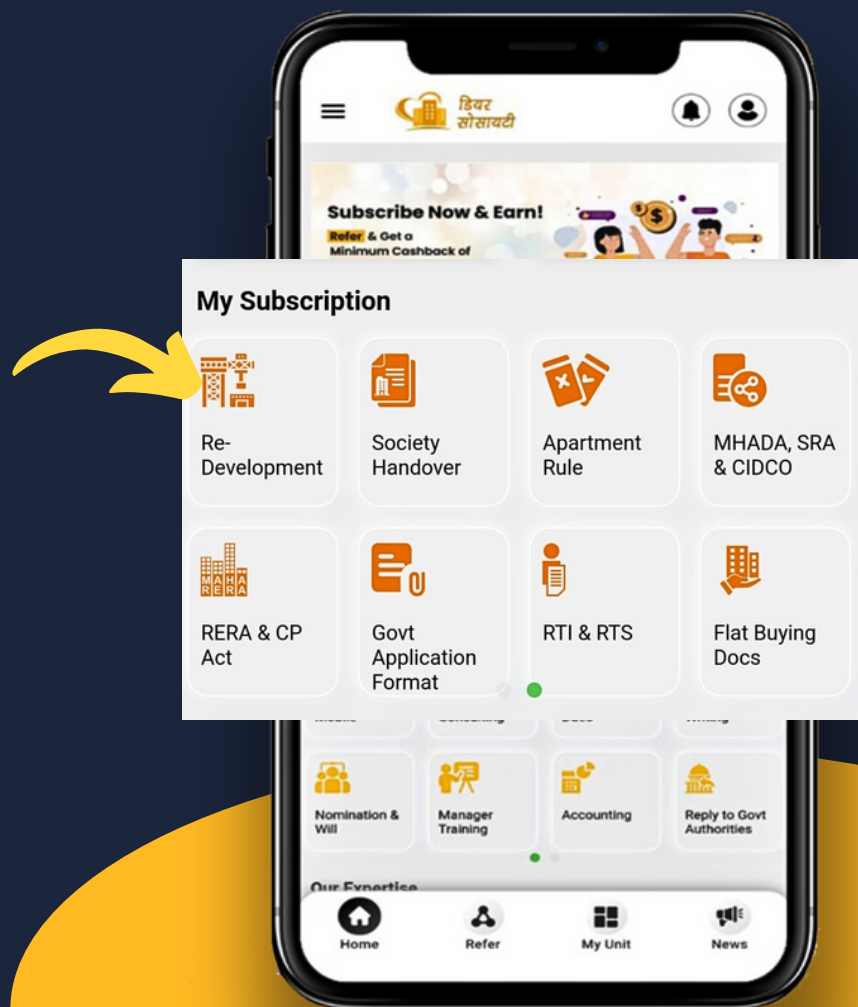 डियर
सोसायटी
Subscribe Now & Earn!
Refer & Get a
Minimum Cashback of
My Subscription
Re-
Development
Society
Handover
Apartment
Rule
MHADA, SRA
& CIDCO
MAHA
RERA
RERA & CP
Act
Govt
Application
Format
RTI & RTS
Flat Buying
Docs
Nomination &
Will
Manager
Training
Accounting
Reply to Govt
Authorities
Our Expertise
Home
Refer
My Unit
News